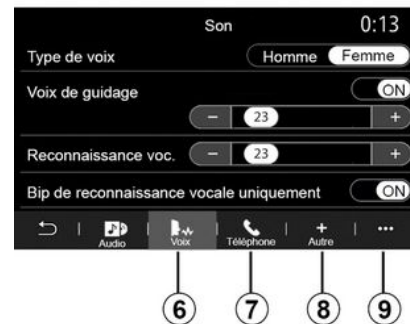 Son 0:13
Type de voix Homme Femme
Voix de guidage ON
− 23 +
Reconnaissance voc. − 23 +
Bip de reconnaissance vocale uniquement ON
Audio Voix Téléphone + Autre ...
6 7 8 9